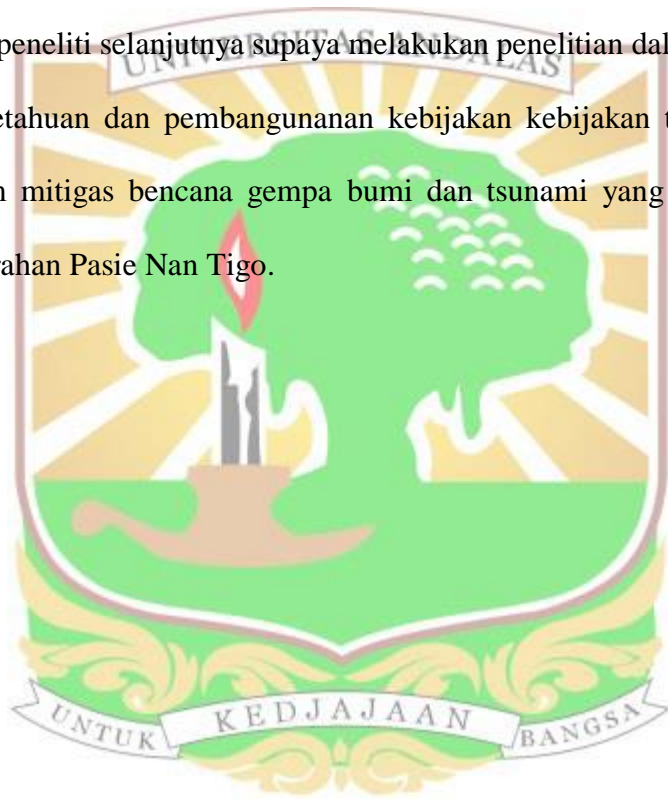 peneliti selanjutnya supaya melakukan penelitian dal
UNIVERSITAS ANDALAS
etahuan dan pembangunanan kebijakan kebijakan t
n mitigas bencana gempa bumi dan tsunami yang
rahan Pasie Nan Tigo.
UNTUK KEDJAJAAN BANGSA